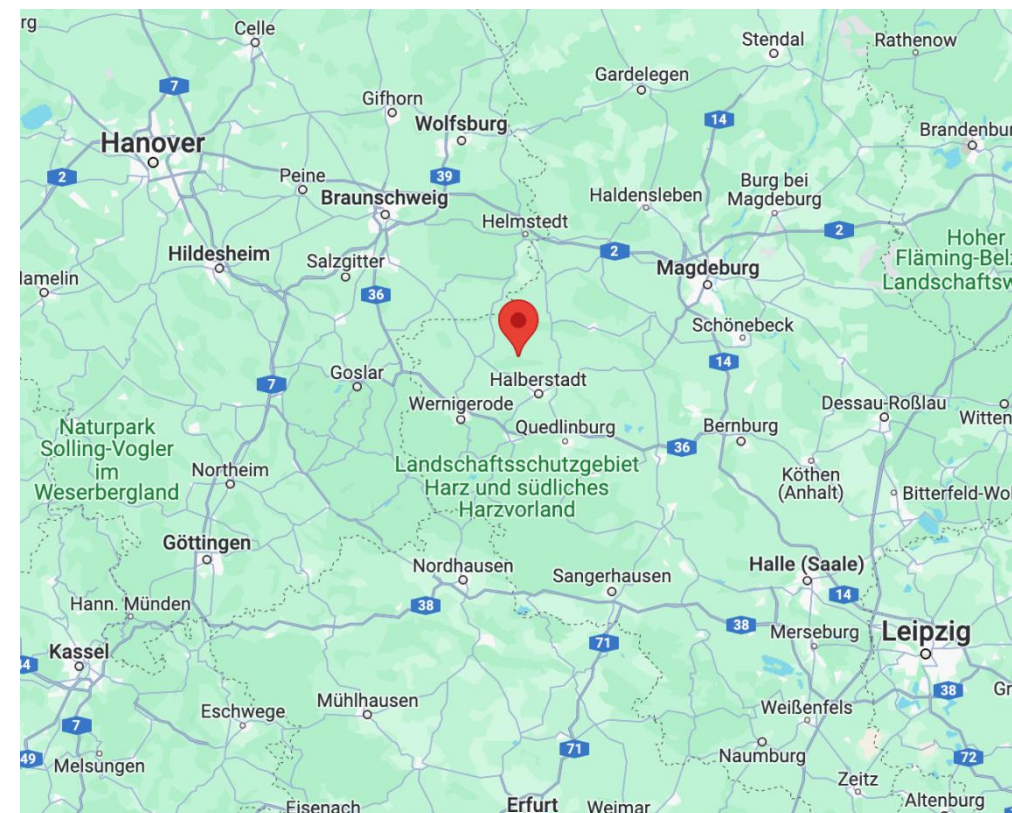 rg
Celle
Stendal
Rathenow
Gardelegen
7
Gifhorn
Wolfsburg
14
Hanover
Brandenbur
2
Peine
39
Braunschweig
Haldensleben
Burg bei
Magdeburg
Helmstedt
2
2
Hildesheim
Salzgitter
Magdeburg
Hoher
Fläming-Belz
Landschaftsw
lamelin
36
Schönebeck
Goslar
7
14
Halberstadt
Wernigerode
Dessau-Roßlau
Witten
Naturpark
Solling-Vogler
im
Weserbergland
Quedlinburg
36
Bernburg
Northeim
Landschaftsschutzgebiet
Harz und südliches
Harzvorland
Köthen
(Anhalt)
Bitterfeld-Wol
Göttingen
Nordhausen
Sangerhausen
Halle (Saale)
Hann. Münden
38
14
38
71
Merseburg
Leipzig
Kassel
44
38
Gr
Mühlhausen
Eschwege
Weißenfels
7
71
Naumburg
49
Melsungen
72
Zeitz
Altenburg
Eisenach
Erfurt
Weimar